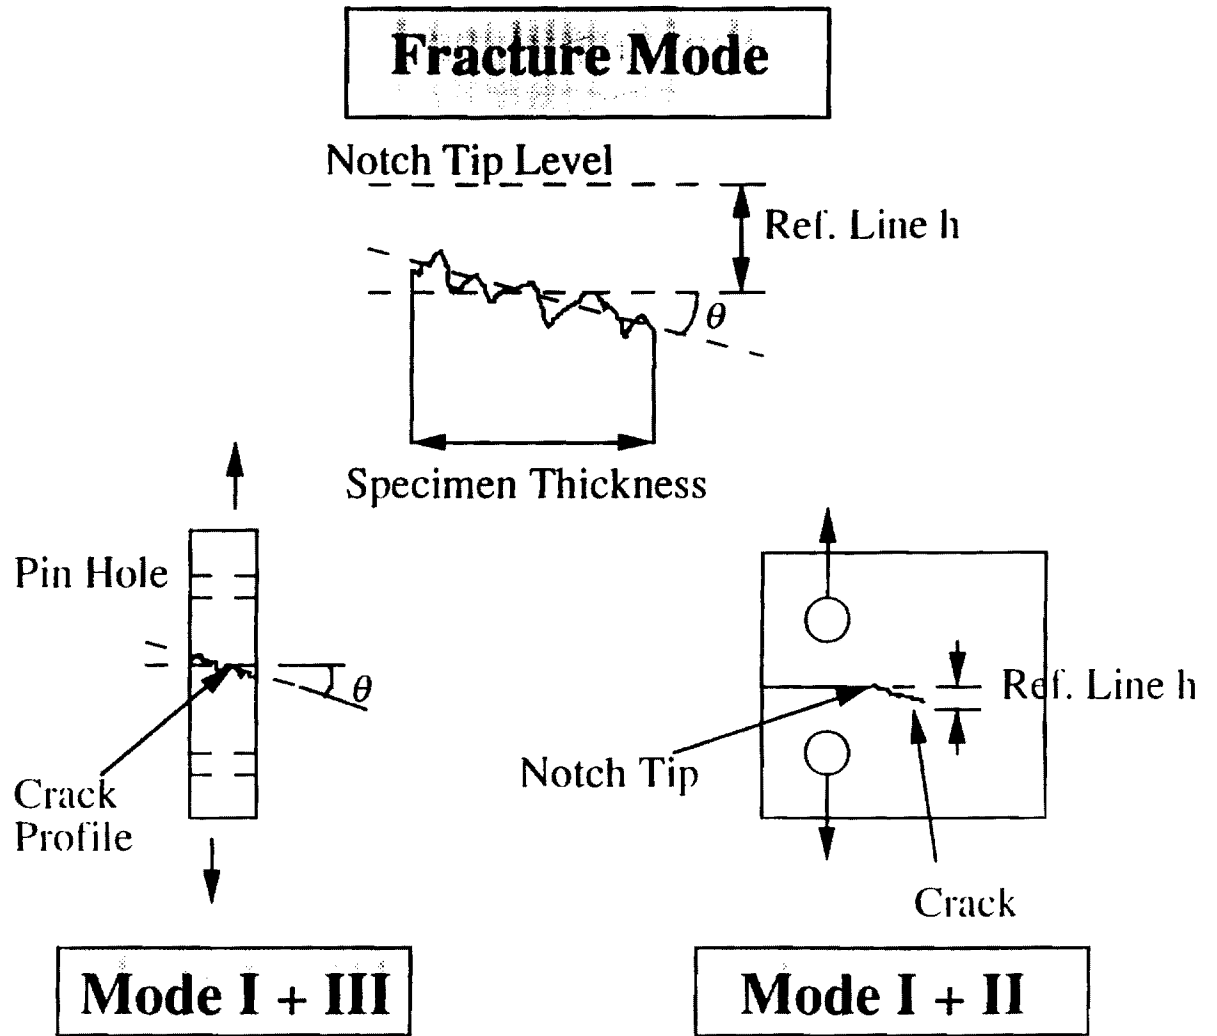 Fracture Mode
Notch Tip Level
Ref. Line h
θ
Specimen Thickness
Pin Hole
θ
Crack
Profile
Ref. Line h
Notch Tip
Crack
Mode I + III
Mode I + II